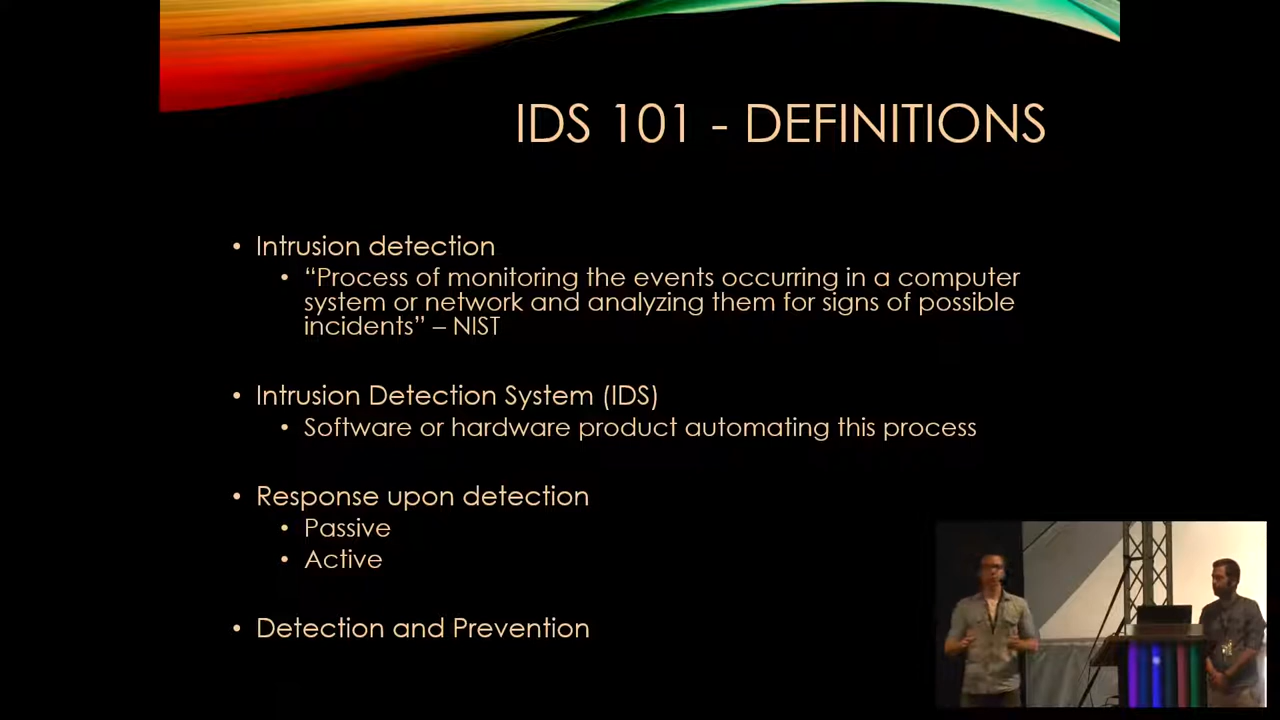 IDS 101 - DEFINITIONS
• Intrusion detection
• “Process of monitoring the events occurring in a computer
system or network and analyzing them for signs of possible
incidents” – NIST
• Intrusion Detection System (IDS)
• Software or hardware product automating this process
• Response upon detection
• Passive
• Active
• Detection and Prevention